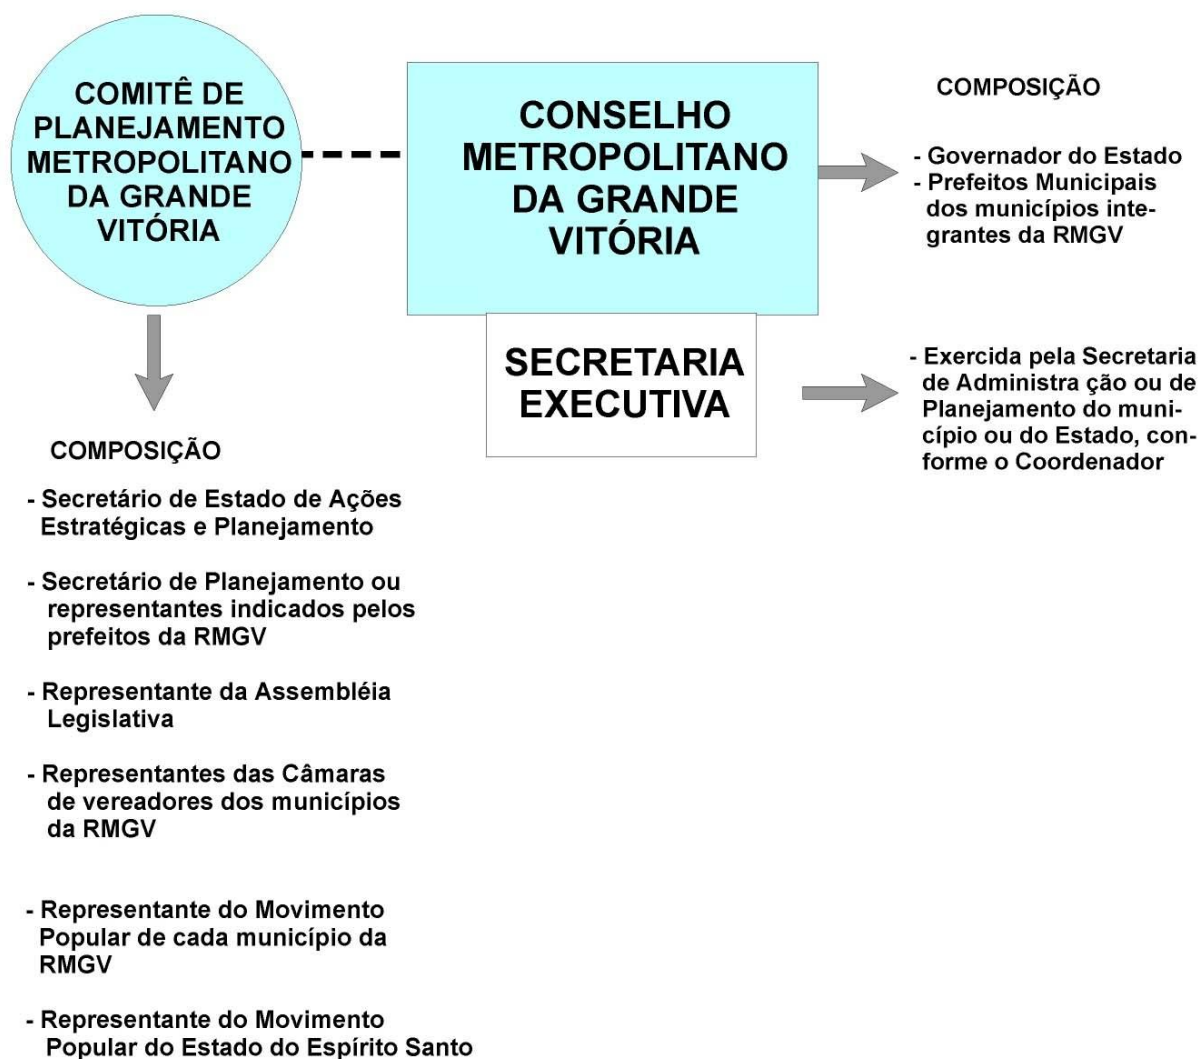 COMITÊ DE
PLANEJAMENTO
METROPOLITANO
DA GRANDE
VITÓRIA
CONSELHO
METROPOLITANO
DA GRANDE
VITÓRIA
COMPOSIÇÃO
- Governador do Estado
- Prefeitos Municipais
dos municípios inte-
grantes da RMGV
SECRETARIA
EXECUTIVA
- Exercida pela Secretaria
de Administra ção ou de
Planejamento do muni-
cípio ou do Estado, con-
forme o Coordenador
COMPOSIÇÃO
- Secretário de Estado de Ações
Estratégicas e Planejamento
- Secretário de Planejamento ou
representantes indicados pelos
prefeitos da RMGV
- Representante da Assembléia
Legislativa
- Representantes das Câmaras
de vereadores dos municípios
da RMGV
- Representante do Movimento
Popular de cada município da
RMGV
- Representante do Movimento
Popular do Estado do Espírito Santo